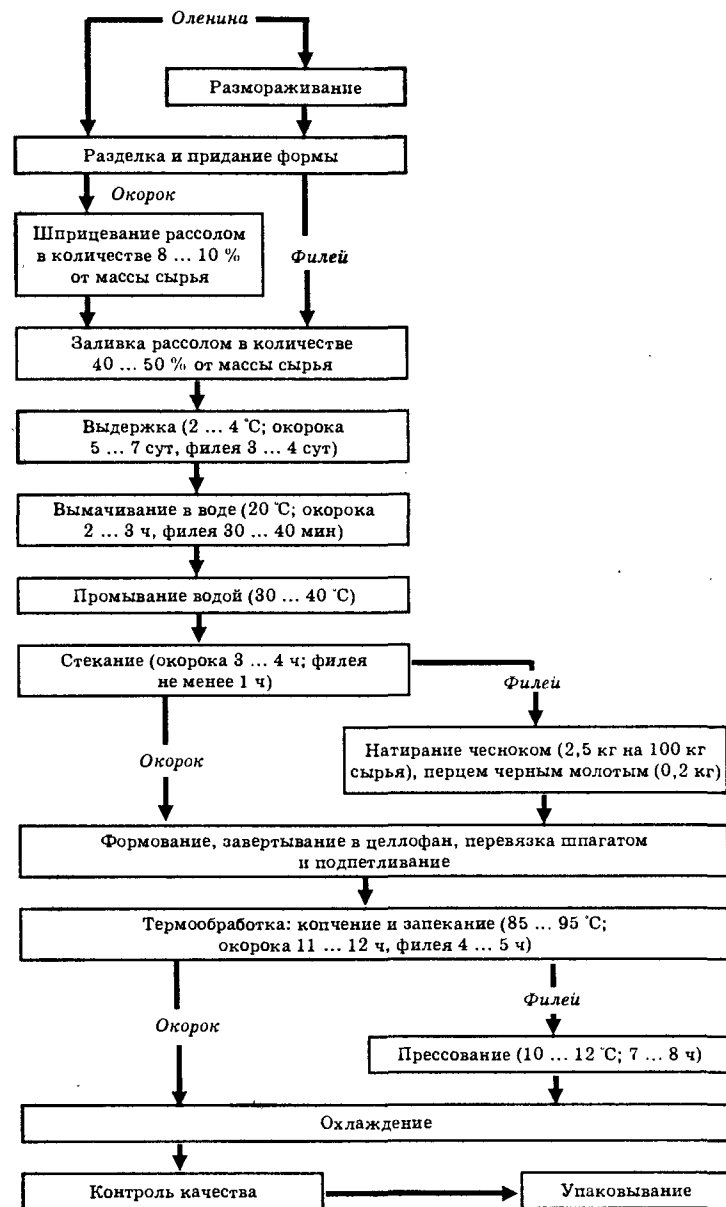 Оленина
Размораживание
Разделка и придание формы
Окорок
Шприцевание рассолом
в количестве 8 ... 10 %
от массы сырья
Филей
Заливка рассолом в количестве
40 ... 50 % от массы сырья
Выдержка (2 ... 4 °С; окорока
5 ... 7 сут, филея 3 ... 4 сут)
Вымачивание в воде (20 °С; окорока
2 ... 3 ч, филея 30 ... 40 мин)
Промывание водой (30 ... 40 °С)
Стекание (окорока 3 ... 4 ч; филея
не менее 1 ч)
Филей
Окорок
Натирание чесноком (2,5 кг на 100 кг
сырья), перцем черным молотым (0,2 кг)
Формование, завертывание в целлофан, перевязка шпагатом
и подпетливание
Термообработка: копчение и запекание (85 ... 95 °С;
окорока 11 ... 12 ч, филея 4 ... 5 ч)
Филей
Окорок
Прессование (10 ... 12 °С; 7 ... 8 ч)
Охлаждение
Контроль качества
Упаковывание